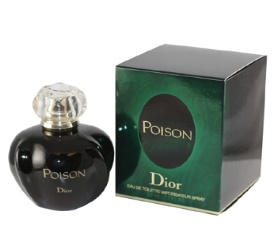 POISON
Dior
POISON
Dior
EAU DE TOILETTE VAPORISATEUR SPRAY